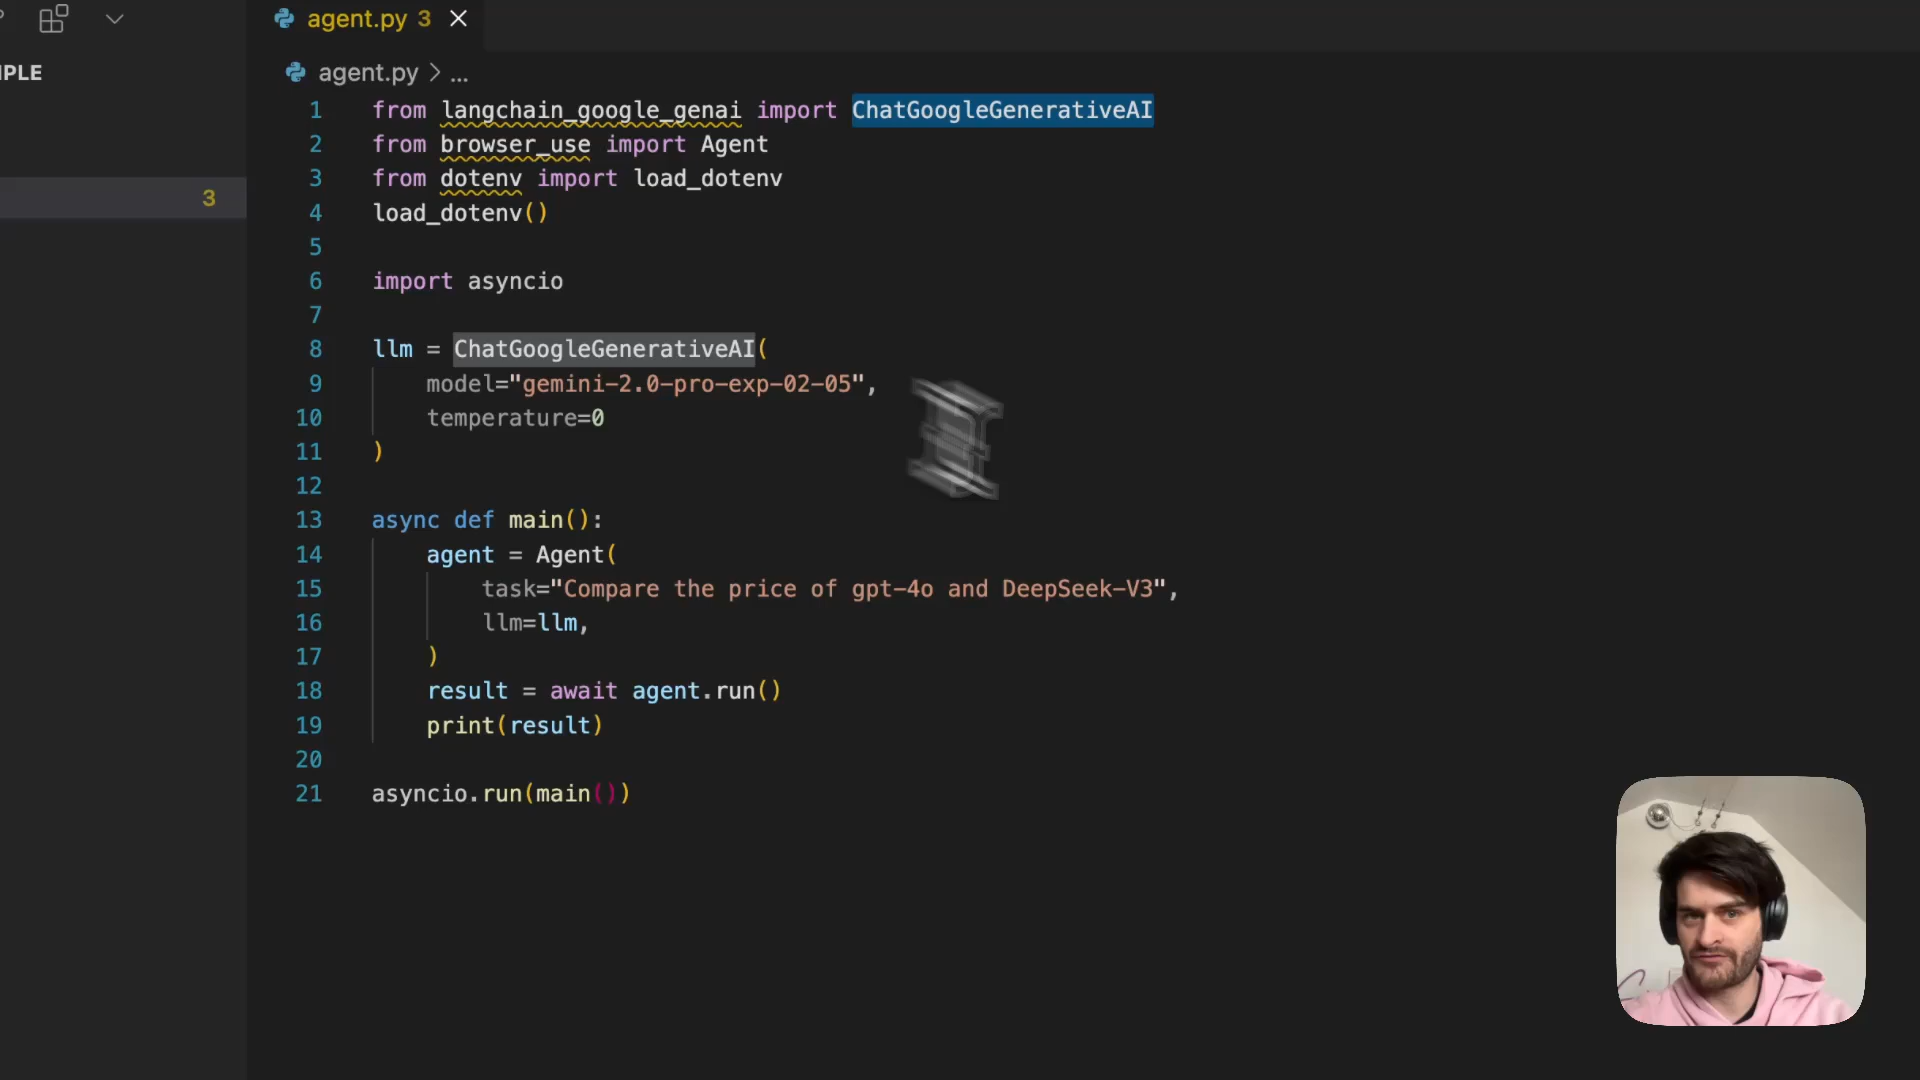 agent.py 3
IPLE
agent.py > ...
3
1 from langchain_google_genai import ChatGoogleGenerativeAI
2 from browser_use import Agent
3 from dotenv import load_dotenv
4 load_dotenv()
5
6 import asyncio
7
8 llm = ChatGoogleGenerativeAI(
9 model="gemini-2.0-pro-exp-02-05",
10 temperature=0
11 )
12
13 async def main():
14 agent = Agent(
15 task="Compare the price of gpt-4o and DeepSeek-V3",
16 llm=llm,
17 )
18 result = await agent.run()
19 print(result)
20
21 asyncio.run(main())